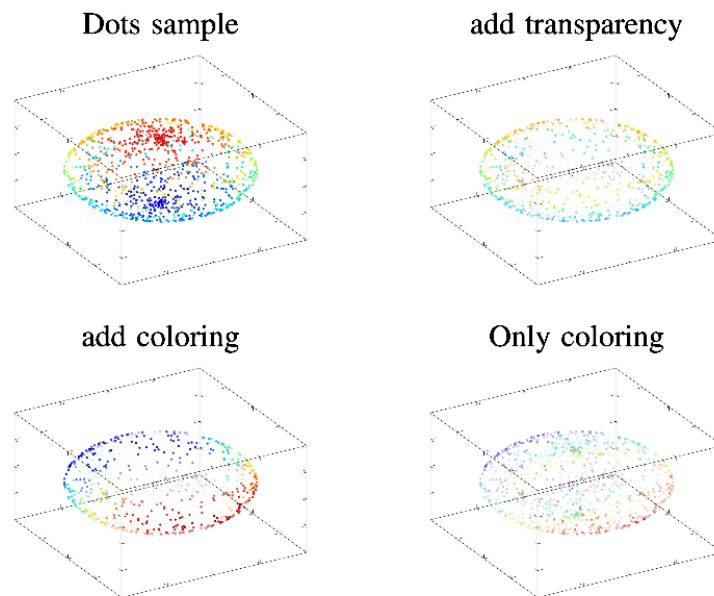 Dots sample
add transparency
add coloring
Only coloring